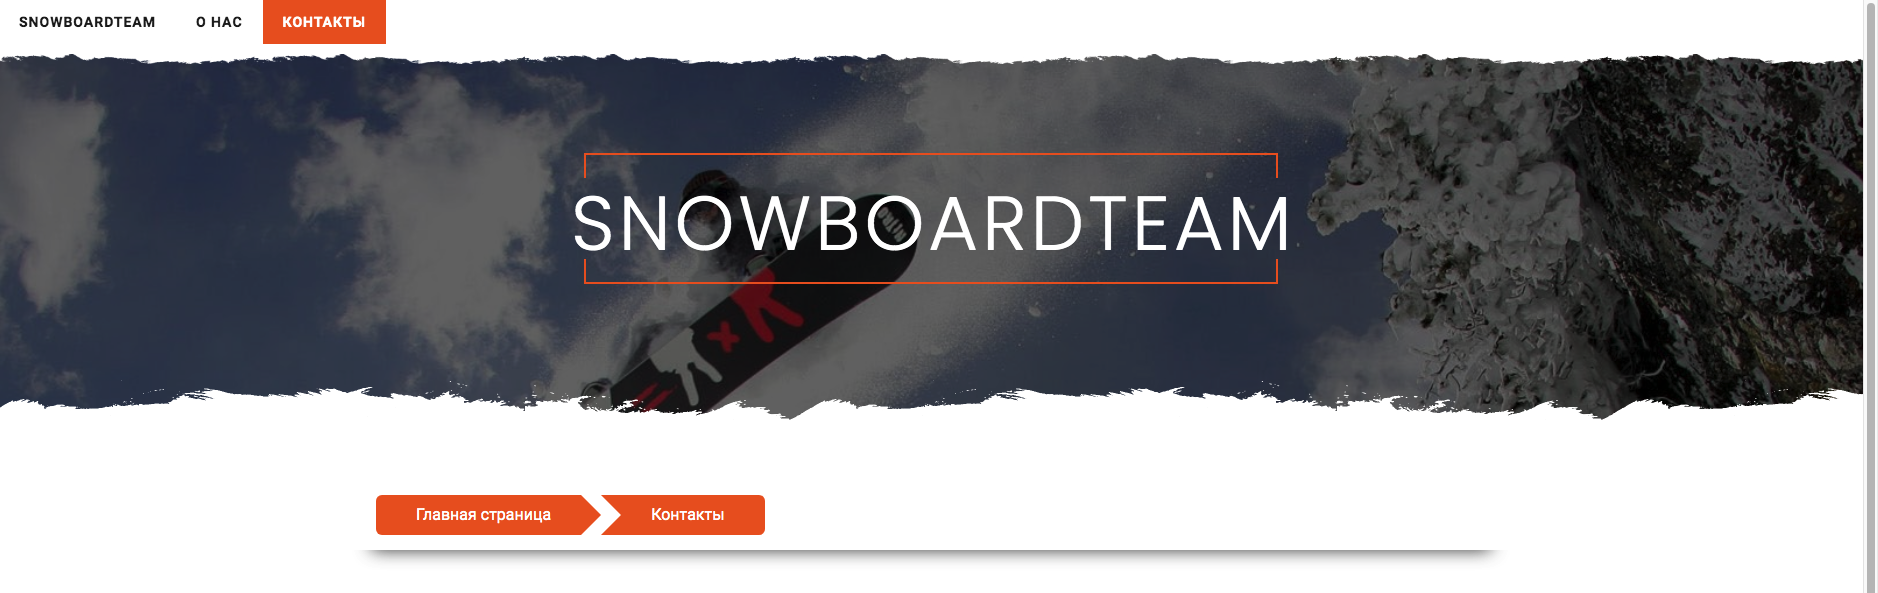 SNOWBOARDTEAM О НАС КОНТАКТЫ
SNOWBOARDTEAM
Главная страница Контакты